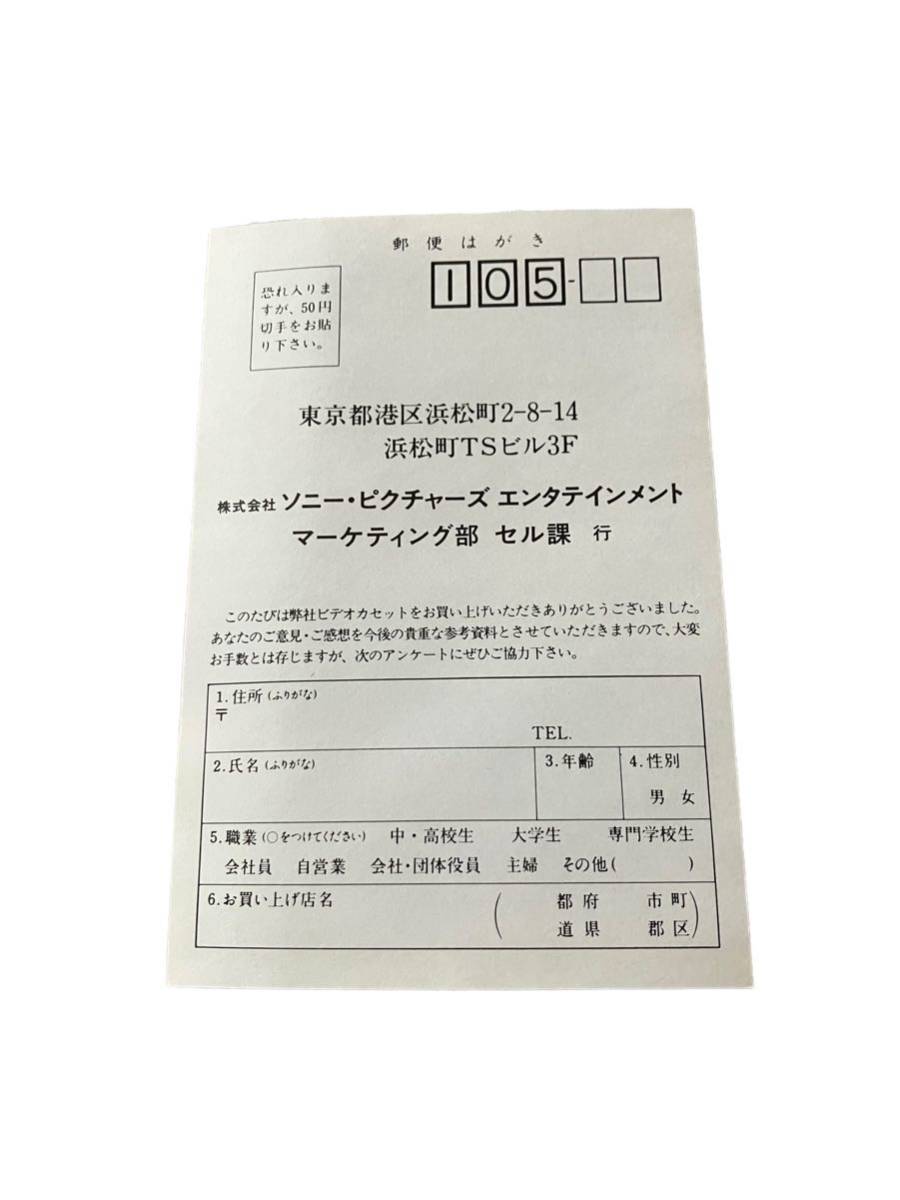 郵便はがき
105-
恐れ入りま
すが、50円
切手をお貼
り下さい。
東京都港区浜松町2-8-14
浜松町TSビル3F
株式会社 ソニー・ピクチャーズ エンタテインメント
マーケティング部 セル課 行
このたびは弊社ビデオカセットをお買い上げいただきありがとうございました。
あなたのご意見・ご感想を今後の貴重な参考資料とさせていただきますので、大変
お手数とは存じますが、次のアンケートにぜひご協力下さい。
1.住所(ふりがな)
〒
TEL.
2.氏名(ふりがな)
3.年齢
4.性別
男 女
5.職業(○をつけてください) 中・高校生 大学生 専門学校生
会社員 自営業 会社・団体役員 主婦 その他( )
6.お買い上げ店名
( 都府 市町 )
道県 郡区